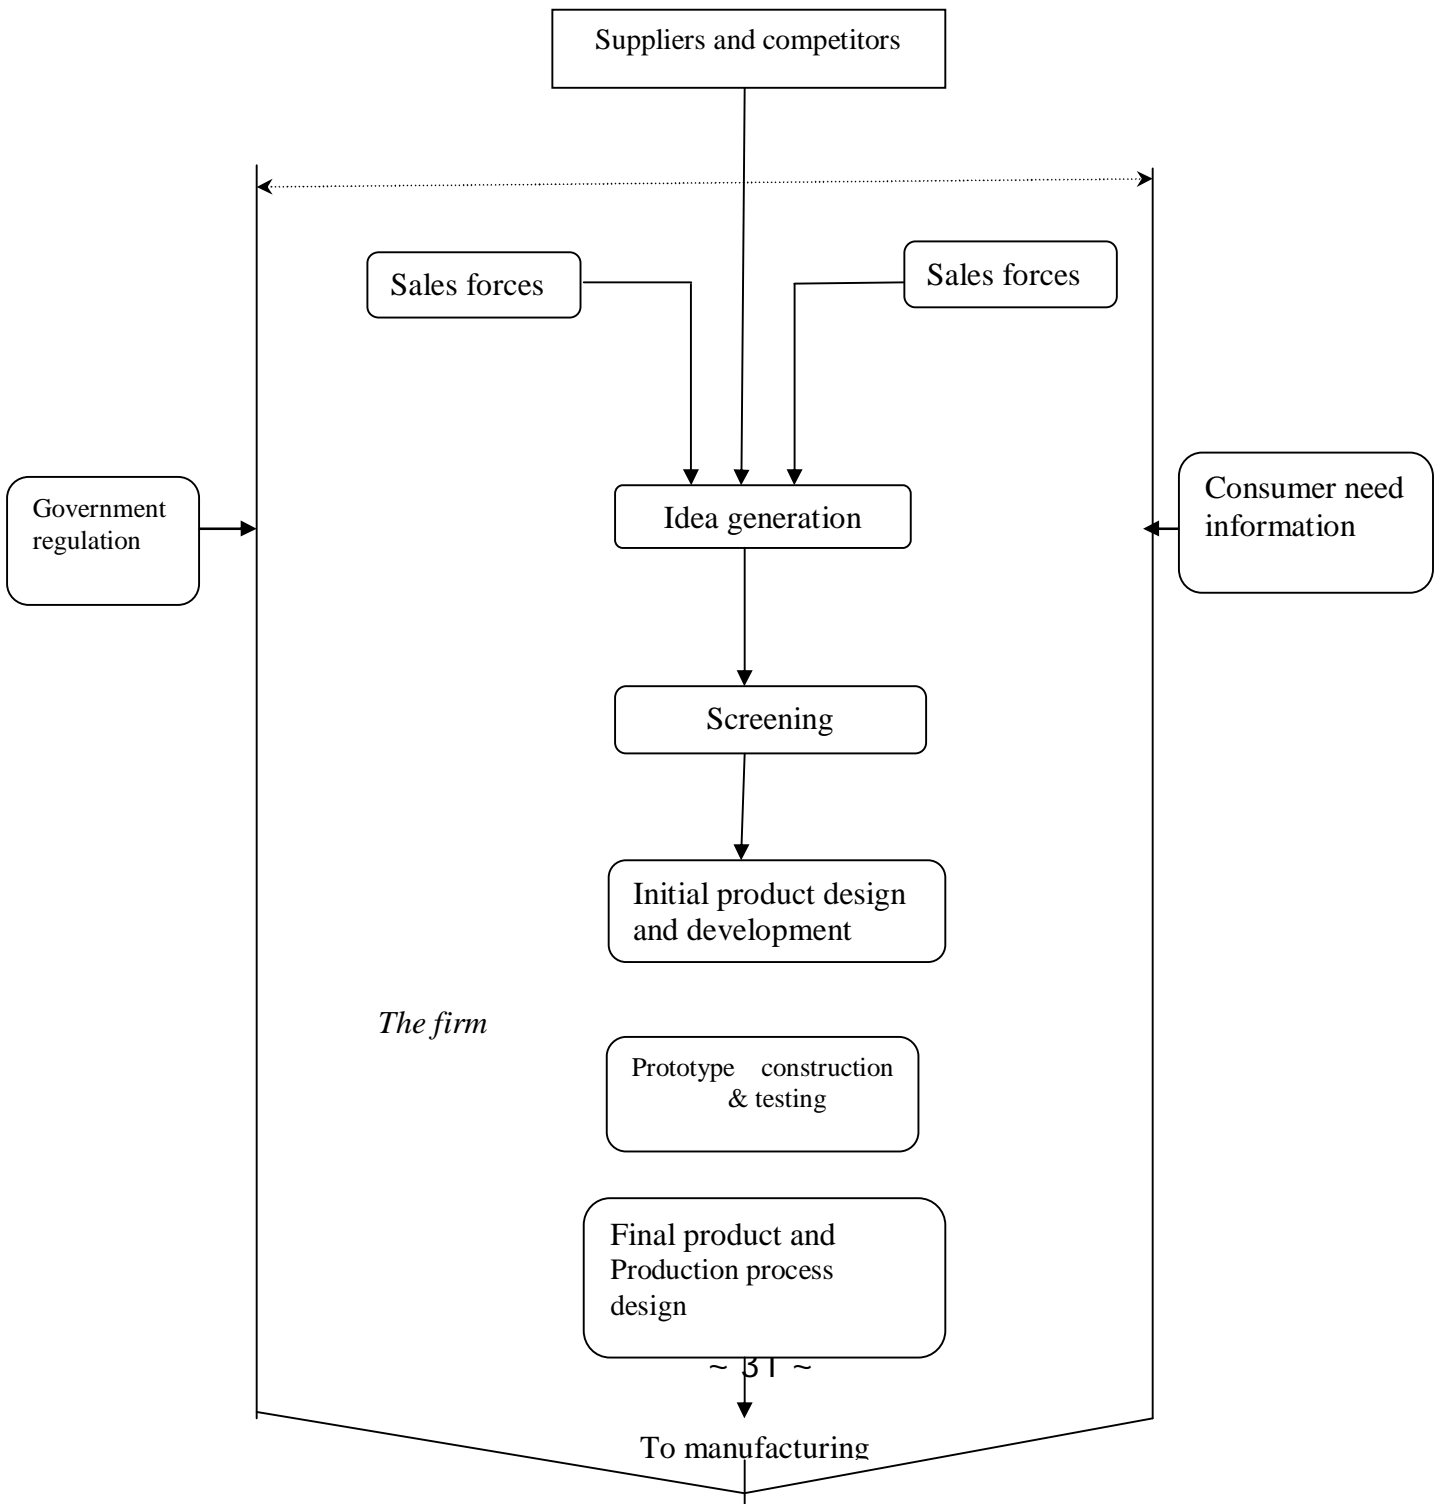 Suppliers and competitors
Sales forces
Sales forces
Government
regulation
Consumer need
information
Idea generation
Screening
Initial product design
and development
The firm
Prototype construction
& testing
Final product and
Production process
design
~ 31 ~
To manufacturing